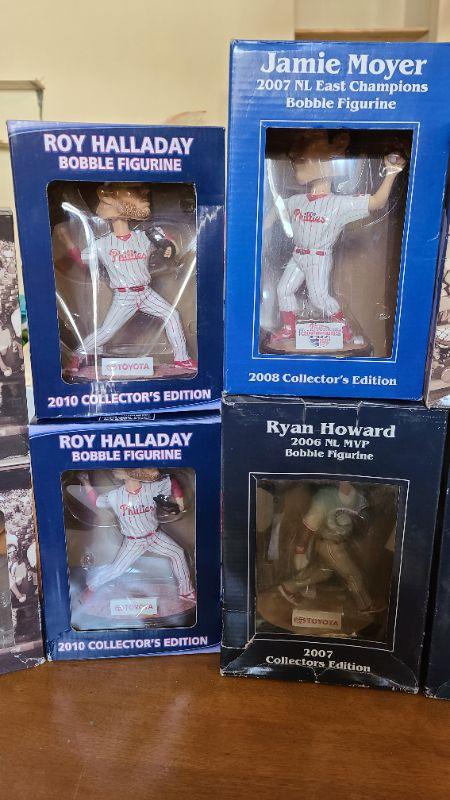 ROY HALLADAY
BOBBLE FIGURINE
Phillies
TOYOTA
2010 COLLECTOR'S EDITION
Jamie Moyer
2007 NL East Champions
Bobble Figurine
Phillies
2008 Collector's Edition
ROY HALLADAY
BOBBLE FIGURINE
Phillies
TOYOTA
2010 COLLECTOR'S EDITION
Ryan Howard
2006 NL MVP
Bobble Figurine
TOYOTA
2007
Collectors Edition